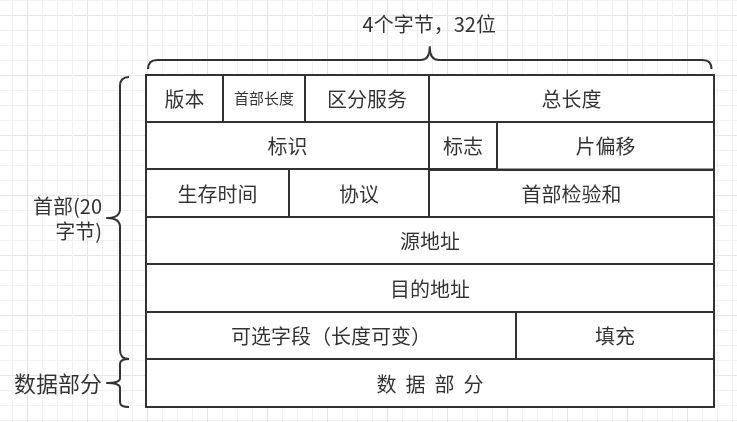 4个字节，32位
版本 首部长度 区分服务 总长度
标识 标志 片偏移
生存时间 协议 首部检验和
首部(20
字节)
源地址
目的地址
可选字段（长度可变） 填充
数据部分 数 据 部 分